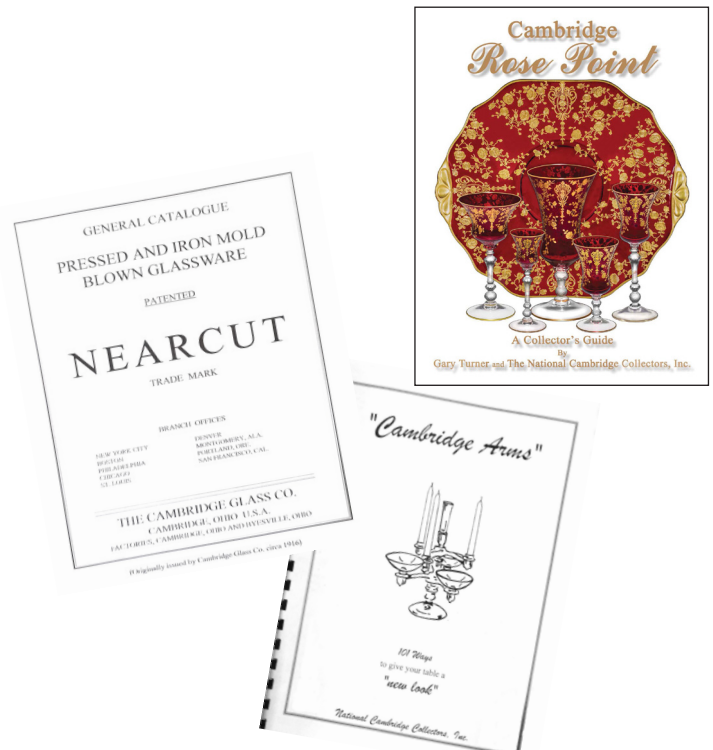 Cambridge
Rose Point
A Collector's Guide
By
Gary Turner and The National Cambridge Collectors, Inc.
GENERAL CATALOGUE
PRESSED AND IRON MOLD
BLOWN GLASSWARE
PATENTED
NEARCUT
TRADE MARK
BRANCH OFFICES
NEW YORK CITY
BOSTON
PHILADELPHIA
CHICAGO
ST. LOUIS
DENVER
MONTGOMERY, ALA.
PORTLAND, ORE.
SAN FRANCISCO, CAL.
THE CAMBRIDGE GLASS CO.
CAMBRIDGE, OHIO U.S.A.
FACTORIES, CAMBRIDGE, OHIO AND BYESVILLE, OHIO
(Originally issued by Cambridge Glass Co. circa 1916)
"Cambridge Arms"
101 Ways
to give your table a
"new look"
National Cambridge Collectors, Inc.